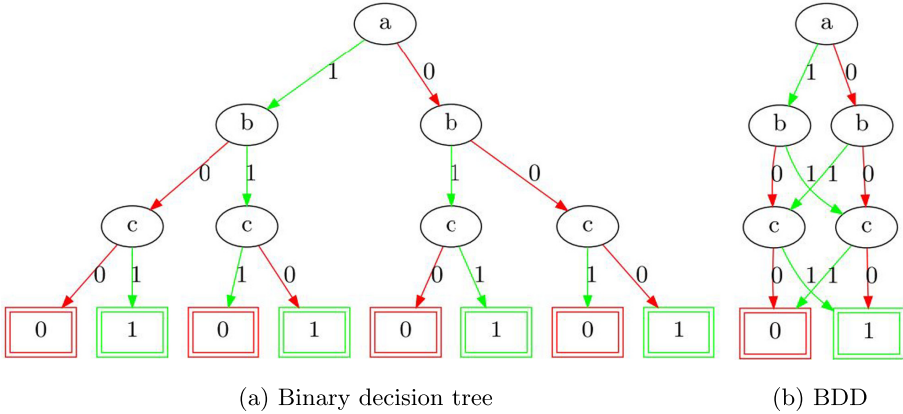 a a
1 0 1 0
b b b b
0 1 1 0 0 1 1 0
c c c c c c
0 1 1 0 0 1 1 0 0 1 1 0
0 1 0 1 0 1 0 1 0 1
(a) Binary decision tree (b) BDD